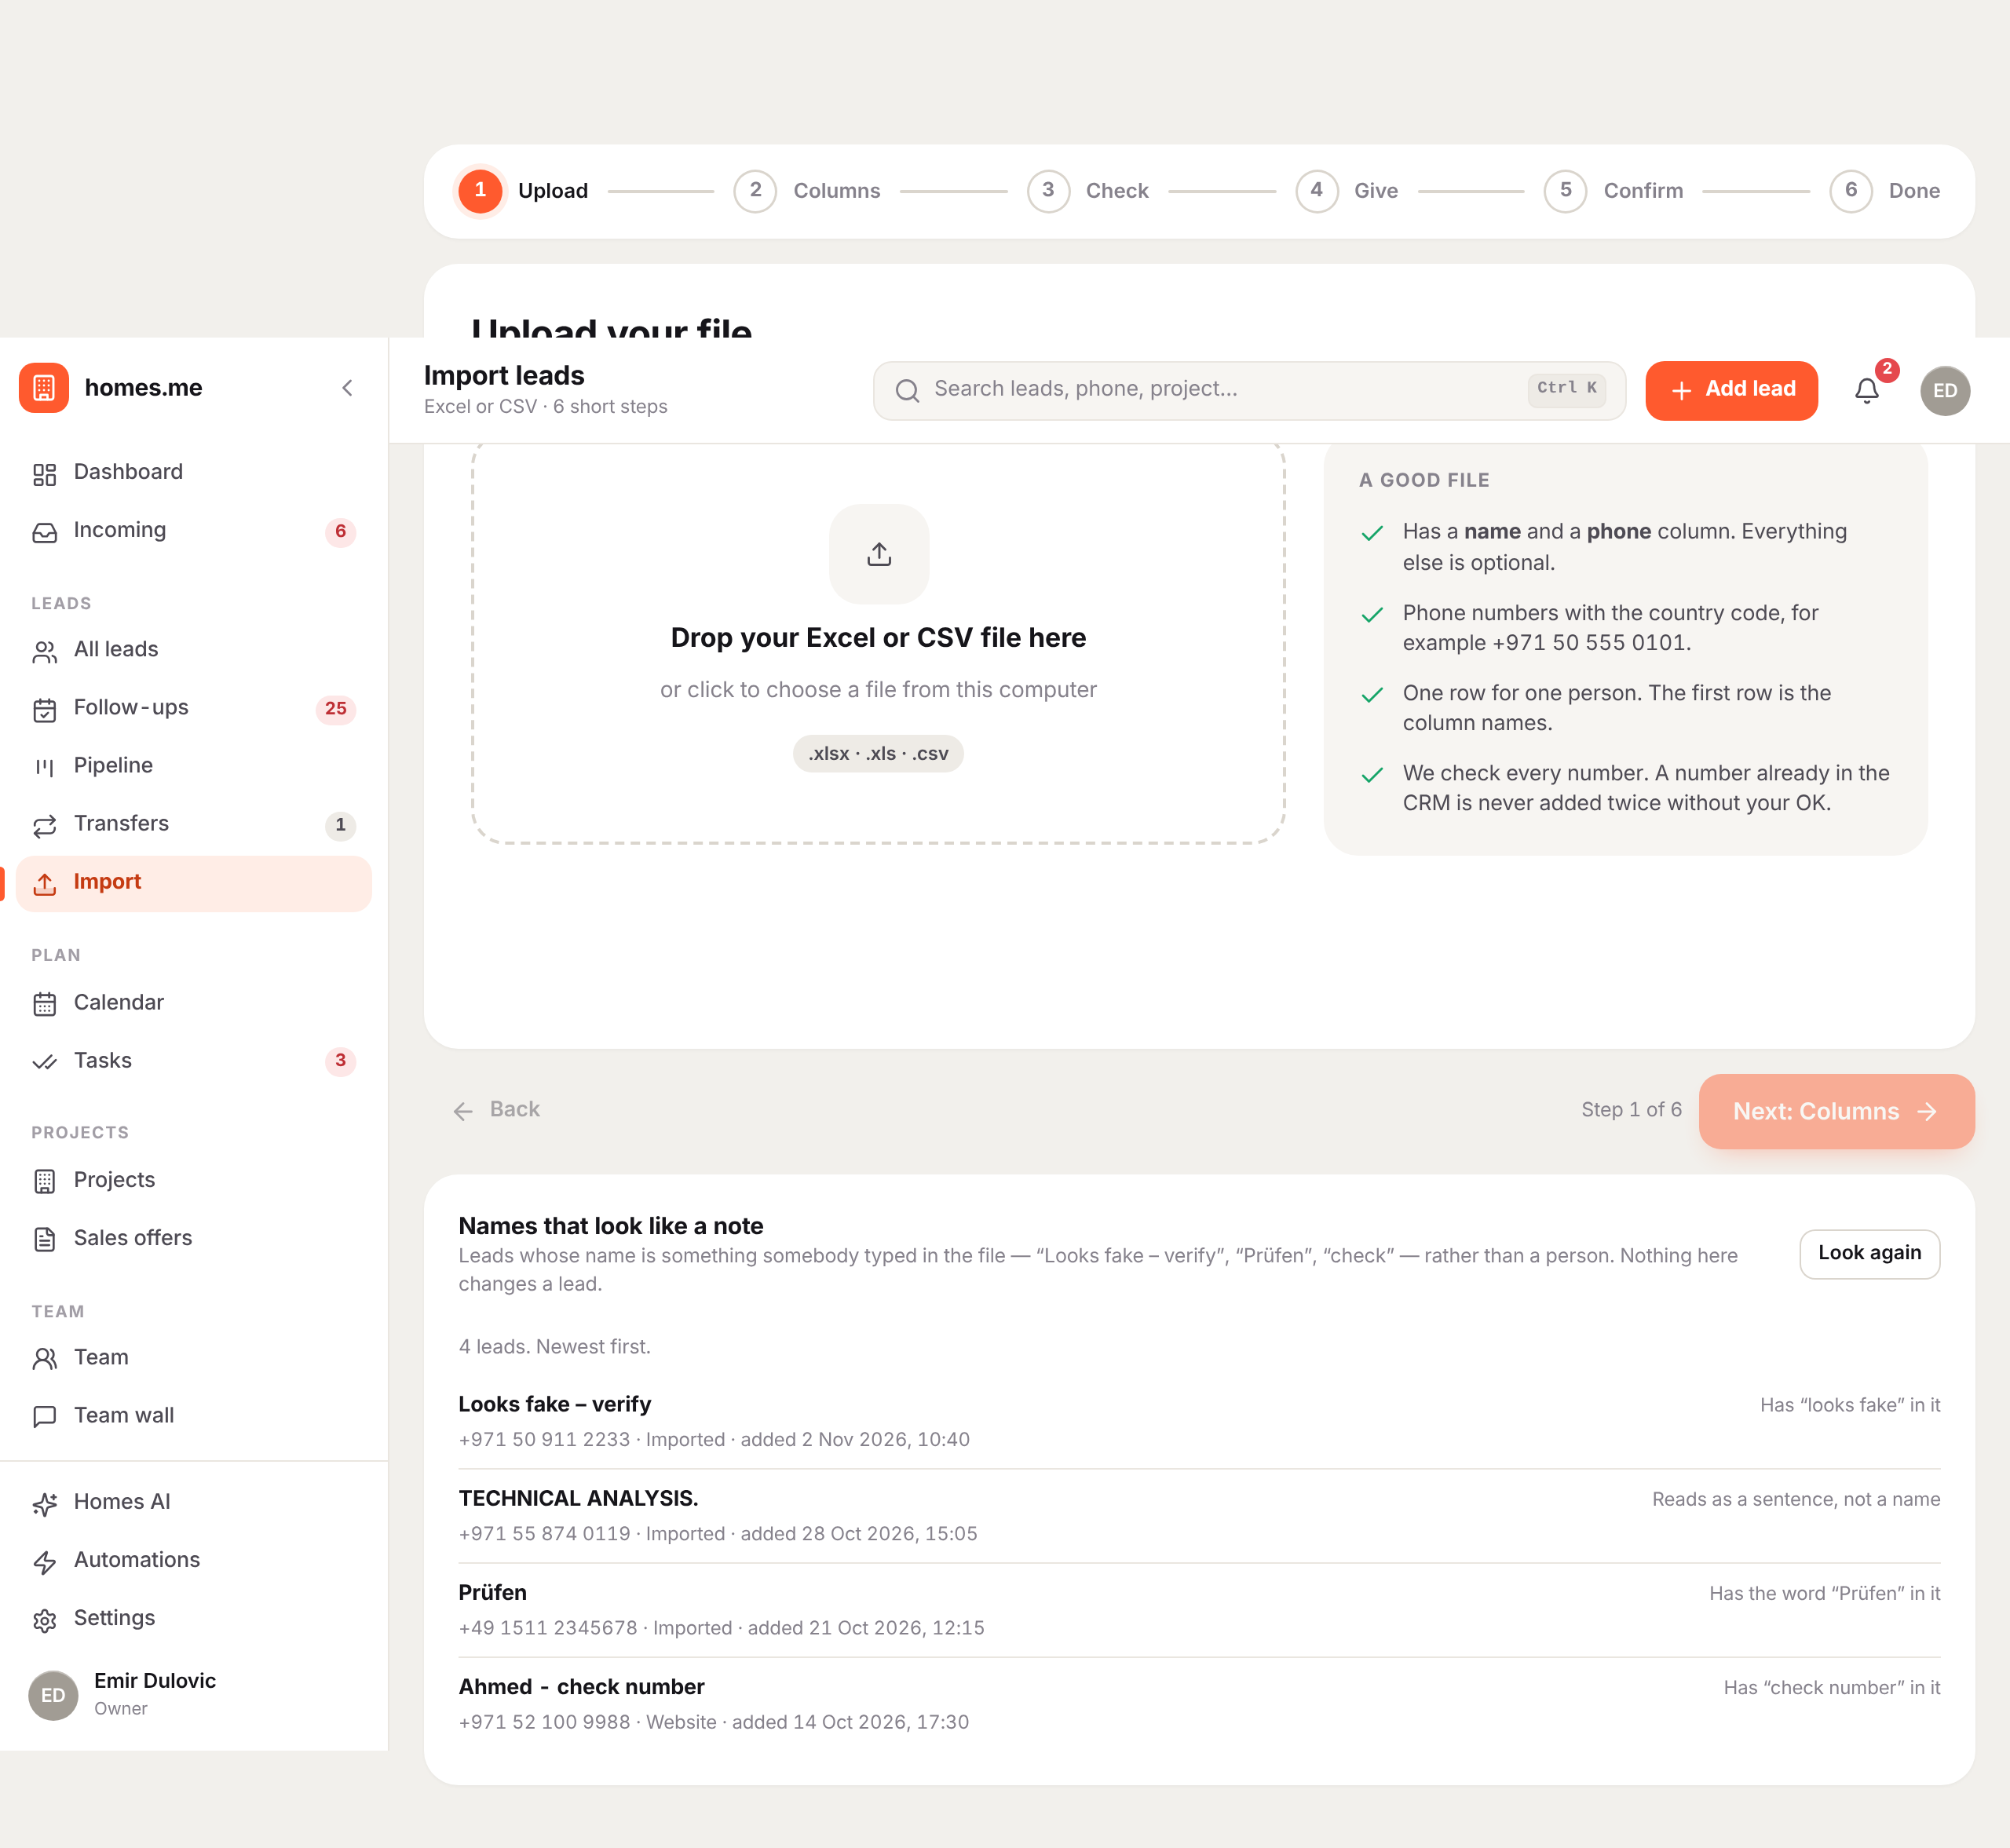 1 Upload 2 Columns 3 Check 4 Give 5 Confirm 6 Done
Upload your file
homes.me
Import leads
Excel or CSV · 6 short steps
Search leads, phone, project...
Ctrl K
Add lead
2
ED
Dashboard
Incoming 6
LEADS
All leads
Follow-ups 25
Pipeline
Transfers 1
Import
PLAN
Calendar
Tasks 3
PROJECTS
Projects
Sales offers
TEAM
Team
Team wall
Homes AI
Automations
Settings
ED
Emir Dulovic
Owner
Drop your Excel or CSV file here
or click to choose a file from this computer
.xlsx · .xls · .csv
A GOOD FILE
Has a name and a phone column. Everything
else is optional.
Phone numbers with the country code, for
example +971 50 555 0101.
One row for one person. The first row is the
column names.
We check every number. A number already in the
CRM is never added twice without your OK.
Back
Step 1 of 6
Next: Columns
Names that look like a note
Leads whose name is something somebody typed in the file — “Looks fake – verify”, “Prüfen”, “check” — rather than a person. Nothing here
changes a lead.
Look again
4 leads. Newest first.
Looks fake – verify
Has “looks fake” in it
+971 50 911 2233 · Imported · added 2 Nov 2026, 10:40
TECHNICAL ANALYSIS.
Reads as a sentence, not a name
+971 55 874 0119 · Imported · added 28 Oct 2026, 15:05
Prüfen
Has the word “Prüfen” in it
+49 1511 2345678 · Imported · added 21 Oct 2026, 12:15
Ahmed - check number
Has “check number” in it
+971 52 100 9988 · Website · added 14 Oct 2026, 17:30